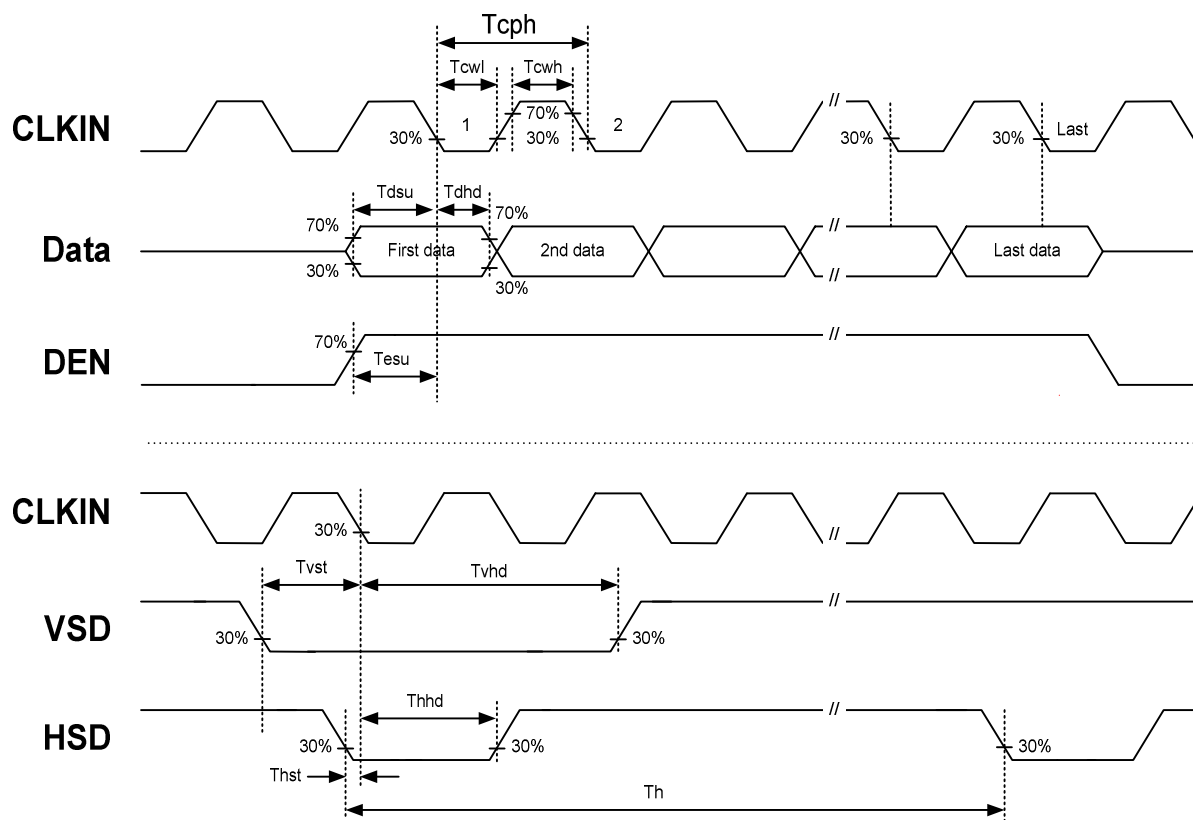 Tcph
Tcwl Tcwh
CLKIN 30% 1 70% 30% 2 // 30% 30% Last
Tdsu Tdhd
Data 70% 30% First data 70% 30% 2nd data // // Last data
DEN 70% Tesu //
CLKIN 30% //
Tvst Tvhd
VSD 30% 30% //
Thhd
HSD 30% 30% // 30%
Thst
Th